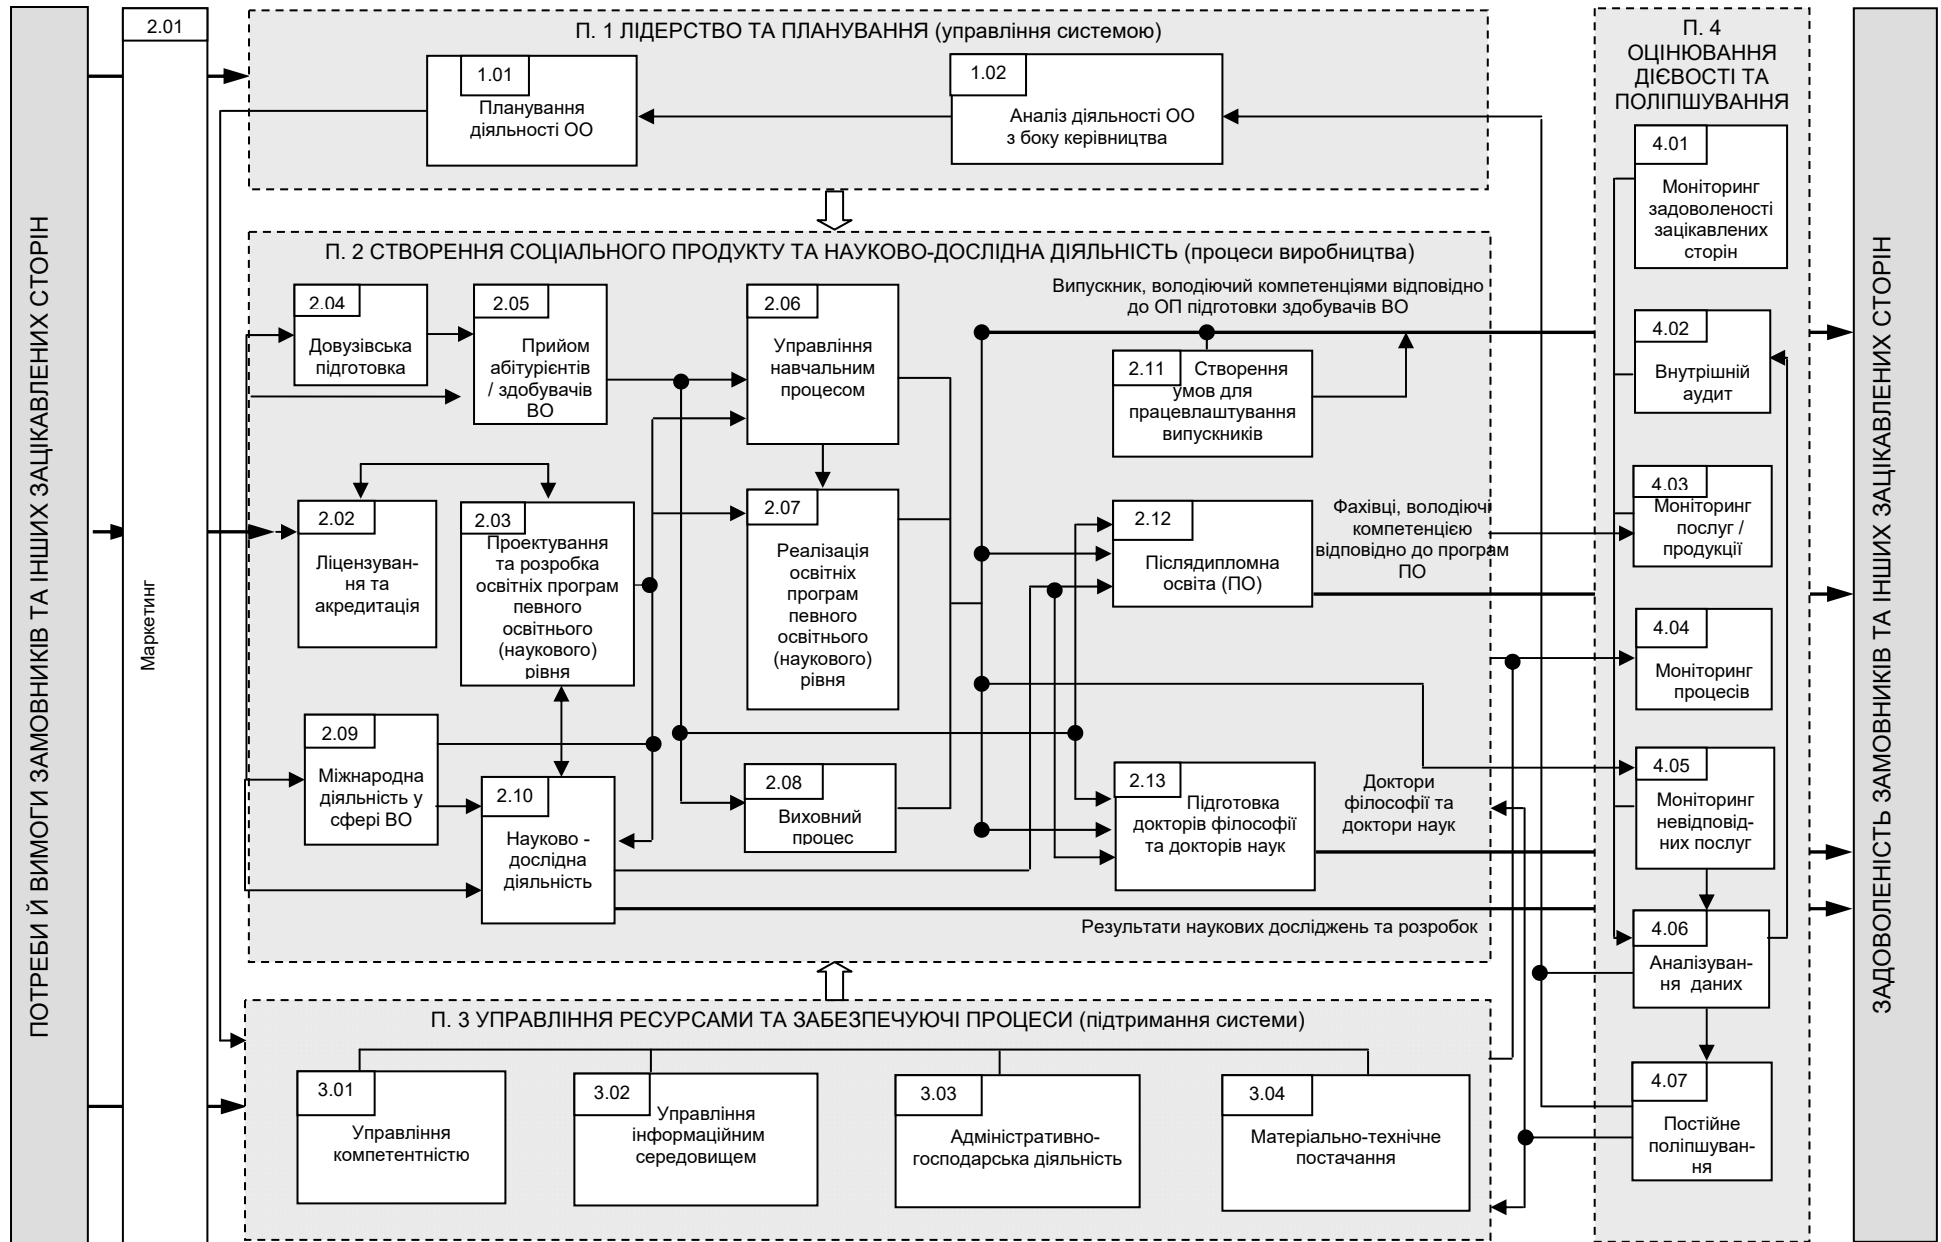 ПОТРЕБИ Й ВИМОГИ ЗАМОВНИКІВ ТА ІНШИХ ЗАЦІКАВЛЕНИХ СТОРІН
2.01
Маркетинг
П. 1 ЛІДЕРСТВО ТА ПЛАНУВАННЯ (управління системою)
1.01
Планування
діяльності ОО
1.02
Аналіз діяльності ОО
з боку керівництва
П. 2 СТВОРЕННЯ СОЦІАЛЬНОГО ПРОДУКТУ ТА НАУКОВО-ДОСЛІДНА ДІЯЛЬНІСТЬ (процеси виробництва)
2.04
Довузівська
підготовка
2.05
Прийом
абітурієнтів
/ здобувачів
ВО
2.06
Управління
навчальним
процесом
Випускник, володіючий компетенціями відповідно
до ОП підготовки здобувачів ВО
2.11 Створення
умов для
працевлаштування
випускників
2.02
Ліцензуван-
ня та
акредитація
2.03
Проектування
та розробка
освітніх програм
певного
освітнього
(наукового)
рівня
2.07
Реалізація
освітніх
програм
певного
освітнього
(наукового)
рівня
2.12
Післядипломна
освіта (ПО)
Фахівці, володіючі
компетенцією
відповідно до програм
ПО
2.09
Міжнародна
діяльність у
сфері ВО
2.10
Науково -
дослідна
діяльність
2.08
Виховний
процес
2.13
Підготовка
докторів філософії
та докторів наук
Доктори
філософії та
доктори наук
Результати наукових досліджень та розробок
П. 3 УПРАВЛІННЯ РЕСУРСАМИ ТА ЗАБЕЗПЕЧУЮЧІ ПРОЦЕСИ (підтримання системи)
3.01
Управління
компетентністю
3.02
Управління
інформаційним
середовищем
3.03
Адміністративно-
господарська діяльність
3.04
Матеріально-технічне
постачання
П. 4
ОЦІНЮВАННЯ
ДІЄВОСТІ ТА
ПОЛІПШУВАННЯ
4.01
Моніторинг
задоволеності
зацікавлених
сторін
4.02
Внутрішній
аудит
4.03
Моніторинг
послуг /
продукції
4.04
Моніторинг
процесів
4.05
Моніторинг
невідповід-
них послуг
4.06
Аналізуван-
ня даних
4.07
Постійне
поліпшуван-
ня
ЗАДОВОЛЕНІСТЬ ЗАМОВНИКІВ ТА ІНШИХ ЗАЦІКАВЛЕНИХ СТОРІН